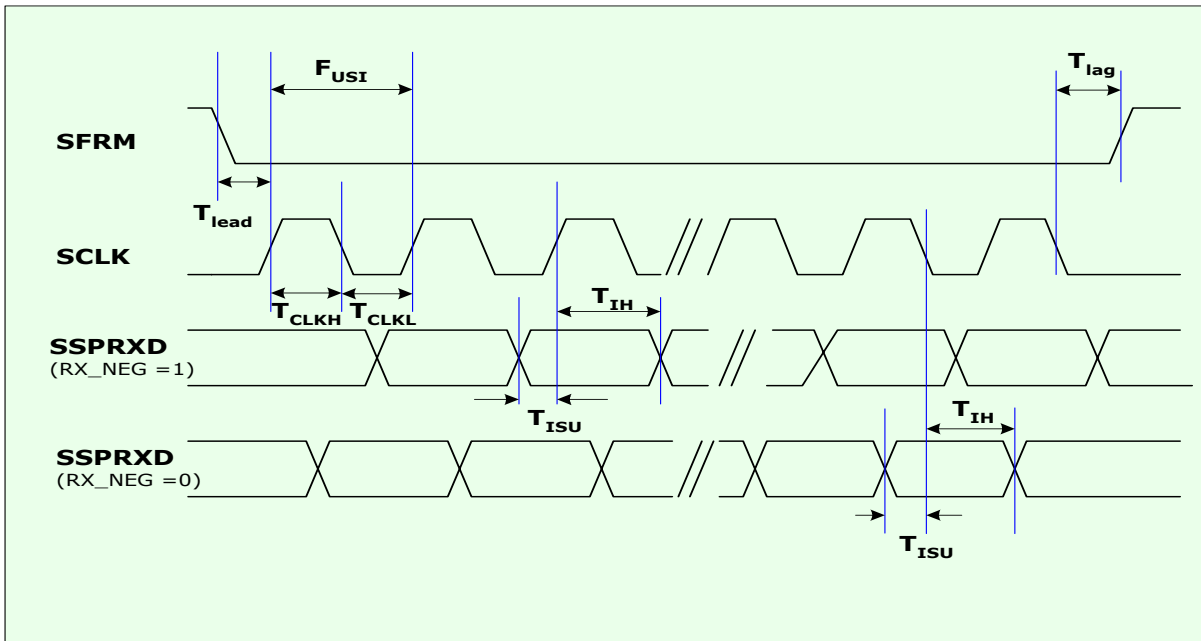 F_USI
T_lag
SFRM
T_lead
SCLK
T_CLKH T_CLKL
T_IH
SSPRXD
(RX_NEG =1)
T_ISU
T_IH
SSPRXD
(RX_NEG =0)
T_ISU